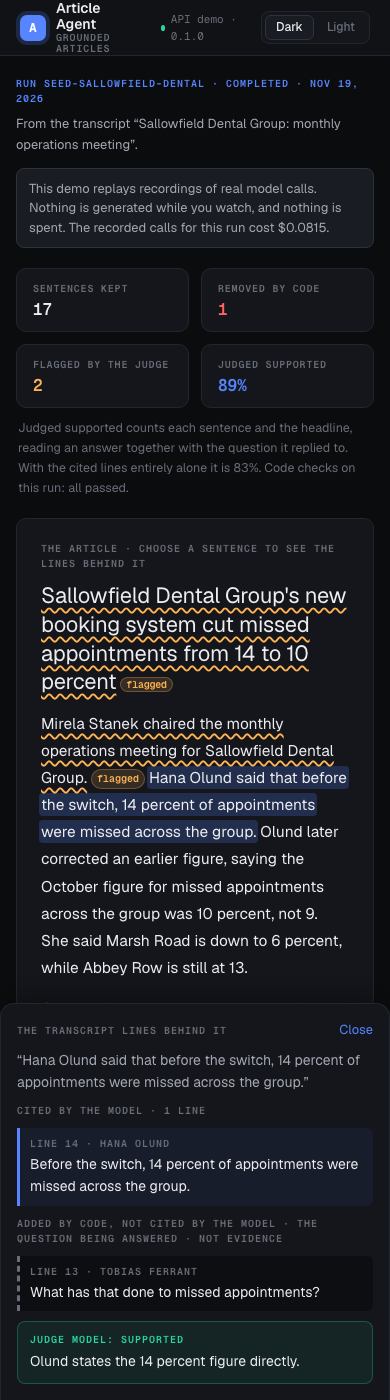 A
Article
Agent
GROUNDED
ARTICLES
API demo ·
0.1.0
Dark
Light
RUN SEED-SALLOWFIELD-DENTAL · COMPLETED · NOV 19,
2026
From the transcript “Sallowfield Dental Group: monthly
operations meeting”.
This demo replays recordings of real model calls.
Nothing is generated while you watch, and nothing is
spent. The recorded calls for this run cost $0.0815.
SENTENCES KEPT
17
REMOVED BY CODE
1
FLAGGED BY THE JUDGE
2
JUDGED SUPPORTED
89%
Judged supported counts each sentence and the headline,
reading an answer together with the question it replied to.
With the cited lines entirely alone it is 83%. Code checks on
this run: all passed.
THE ARTICLE · CHOOSE A SENTENCE TO SEE THE
LINES BEHIND IT
Sallowfield Dental Group's new
booking system cut missed
appointments from 14 to 10
percent flagged
Mirela Stanek chaired the monthly
operations meeting for Sallowfield Dental
Group. flagged Hana Olund said that before
the switch, 14 percent of appointments
were missed across the group. Olund later
corrected an earlier figure, saying the
October figure for missed appointments
across the group was 10 percent, not 9.
She said Marsh Road is down to 6 percent,
while Abbey Row is still at 13.
THE TRANSCRIPT LINES BEHIND IT
Close
“Hana Olund said that before the switch, 14 percent of
appointments were missed across the group.”
CITED BY THE MODEL · 1 LINE
LINE 14 · HANA OLUND
Before the switch, 14 percent of appointments were
missed across the group.
ADDED BY CODE, NOT CITED BY THE MODEL · THE
QUESTION BEING ANSWERED · NOT EVIDENCE
LINE 13 · TOBIAS FERRANT
What has that done to missed appointments?
JUDGE MODEL: SUPPORTED
Olund states the 14 percent figure directly.